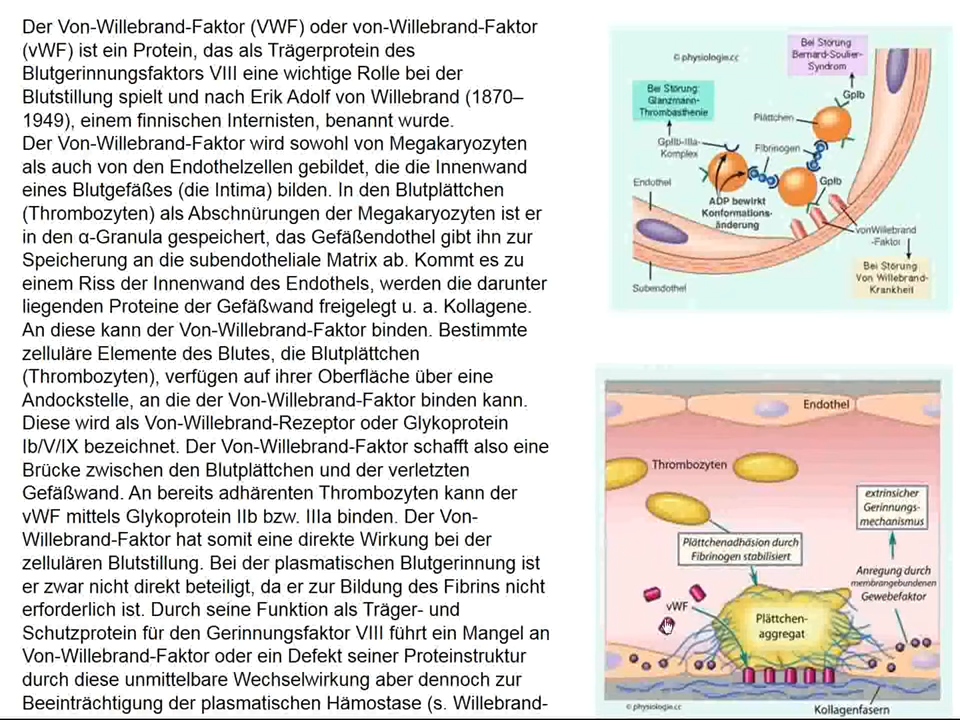 Der Von-Willebrand-Faktor (VWF) oder von-Willebrand-Faktor
(vWF) ist ein Protein, das als Trägerprotein des
Blutgerinnungsfaktors VIII eine wichtige Rolle bei der
Blutstillung spielt und nach Erik Adolf von Willebrand (1870–
1949), einem finnischen Internisten, benannt wurde.
Der Von-Willebrand-Faktor wird sowohl von Megakaryozyten
als auch von den Endothelzellen gebildet, die die Innenwand
eines Blutgefäßes (die Intima) bilden. In den Blutplättchen
(Thrombozyten) als Abschnürungen der Megakaryozyten ist er
in den α-Granula gespeichert, das Gefäßendothel gibt ihn zur
Speicherung an die subendotheliale Matrix ab. Kommt es zu
einem Riss der Innenwand des Endothels, werden die darunter
liegenden Proteine der Gefäßwand freigelegt u. a. Kollagene.
An diese kann der Von-Willebrand-Faktor binden. Bestimmte
zelluläre Elemente des Blutes, die Blutplättchen
(Thrombozyten), verfügen auf ihrer Oberfläche über eine
Andockstelle, an die der Von-Willebrand-Faktor binden kann.
Diese wird als Von-Willebrand-Rezeptor oder Glykoprotein
Ib/V/IX bezeichnet. Der Von-Willebrand-Faktor schafft also eine
Brücke zwischen den Blutplättchen und der verletzten
Gefäßwand. An bereits adhärenten Thrombozyten kann der
vWF mittels Glykoprotein IIb bzw. IIIa binden. Der Von-
Willebrand-Faktor hat somit eine direkte Wirkung bei der
zellulären Blutstillung. Bei der plasmatischen Blutgerinnung ist
er zwar nicht direkt beteiligt, da er zur Bildung des Fibrins nicht
erforderlich ist. Durch seine Funktion als Träger- und
Schutzprotein für den Gerinnungsfaktor VIII führt ein Mangel an
Von-Willebrand-Faktor oder ein Defekt seiner Proteinstruktur
durch diese unmittelbare Wechselwirkung aber dennoch zur
Beeinträchtigung der plasmatischen Hämostase (s. Willebrand-
© physiologie.cc
Bei Störung
Bernard-Soulier-
Syndrom
Bei Störung:
Glanzmann-
Thrombasthenie
GpIb
Plättchen
GpIIb-IIIa-
Komplex
Fibrinogen
Endothel
GpIb
ADP bewirkt
Konformations-
änderung
vonWillebrand
-Faktor
Bei Störung
Von Willebrand-
Krankheit
Subendothel
Endothel
Thrombozyten
extrinsicher
Gerinnungs-
mechanismus
Plättchenadhäsion durch
Fibrinogen stabilisiert
Anregung durch
membrangebundenen
Gewebefaktor
vWF
Plättchen-
aggregat
© physiologie.cc
Kollagenfasern